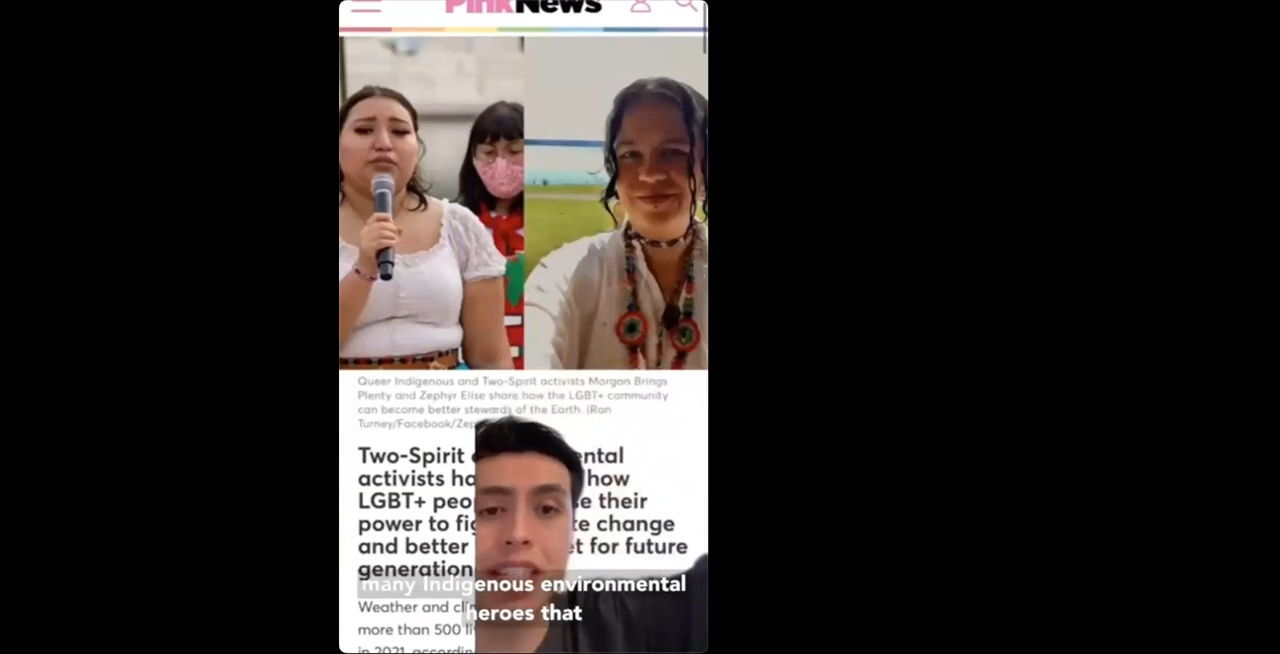 PinkNews
Queer Indigenous and Two-Spirit activists Morgan Brings
Plenty and Zephyr Elise share how the LGBT+ community
can become better stewards of the Earth. (Ron
Turney/Facebook/Zep
Two-Spirit ental
activists ha how
LGBT+ peo e their
power to fig te change
and better et for future
generation
many Indigenous environmental
heroes that
Weather and cli
more than 500 li
in 2021, accordin